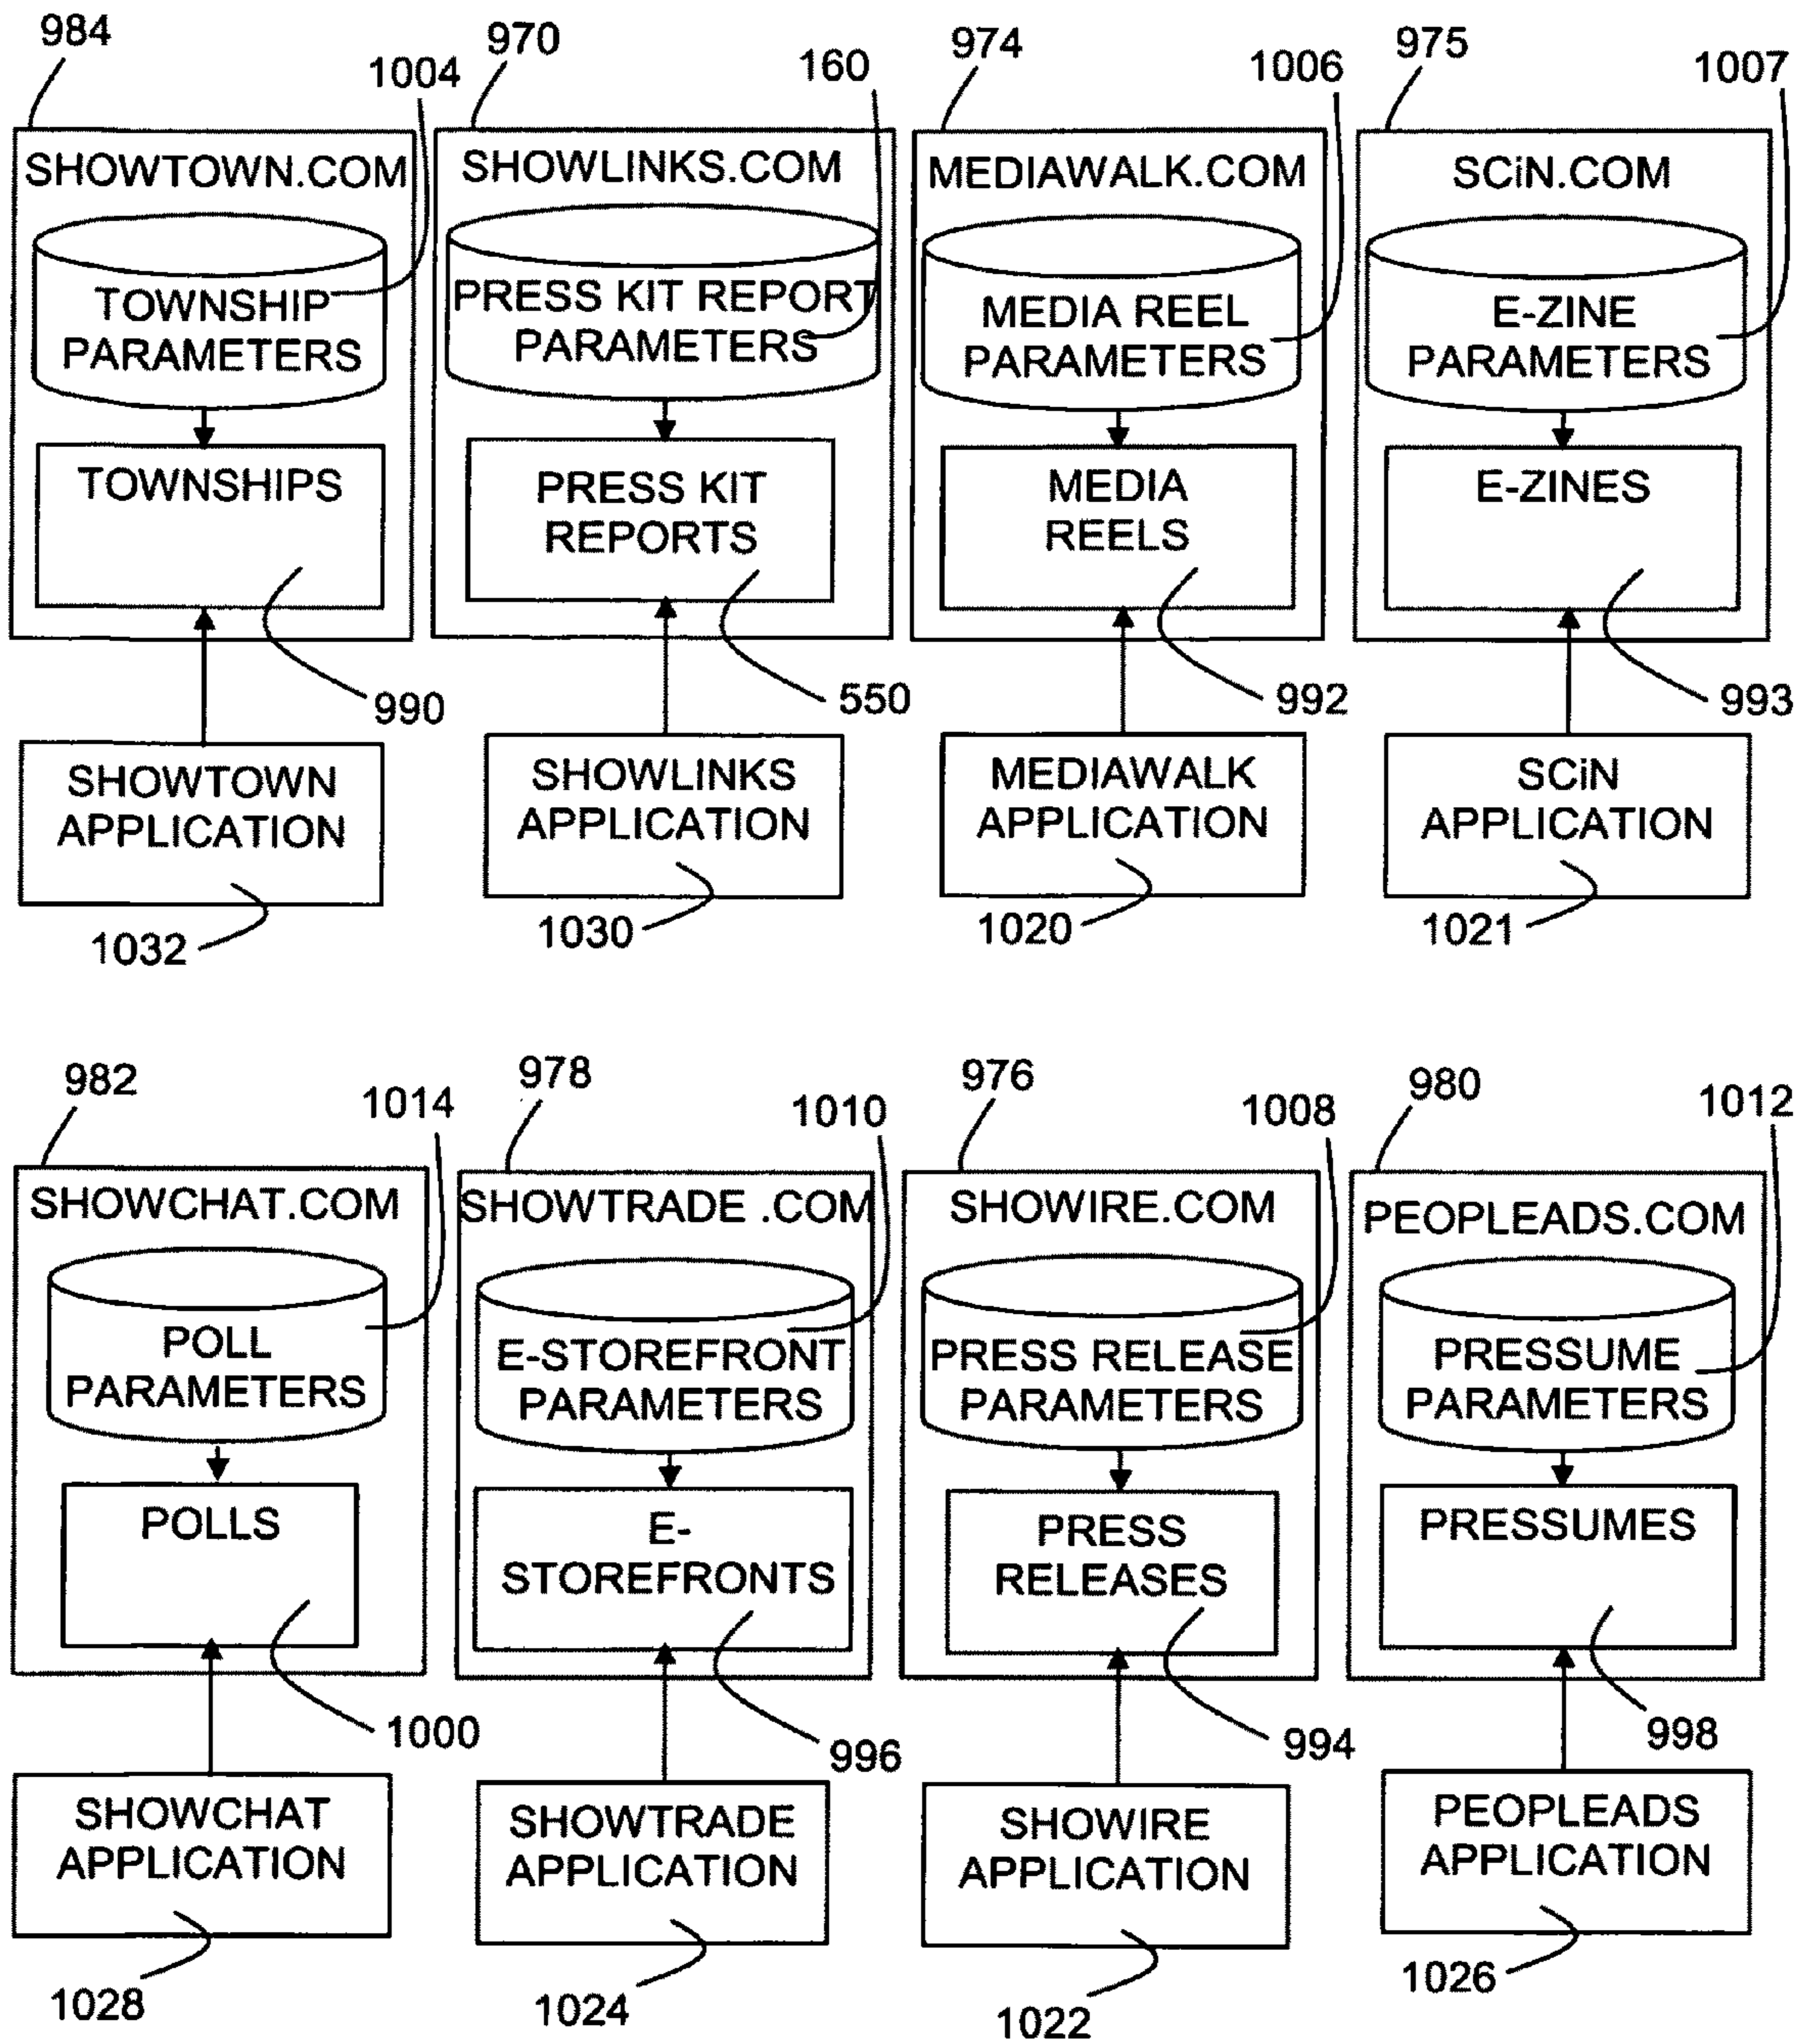 984
1004
SHOWTOWN.COM
TOWNSHIP
PARAMETERS
TOWNSHIPS
990
SHOWTOWN
APPLICATION
1032
970
160
SHOWLINKS.COM
PRESS KIT REPORT
PARAMETERS
PRESS KIT
REPORTS
550
SHOWLINKS
APPLICATION
1030
974
1006
MEDIAWALK.COM
MEDIA REEL
PARAMETERS
MEDIA
REELS
992
MEDIAWALK
APPLICATION
1020
975
1007
SCiN.COM
E-ZINE
PARAMETERS
E-ZINES
993
SCiN
APPLICATION
1021
982
1014
SHOWCHAT.COM
POLL
PARAMETERS
POLLS
1000
SHOWCHAT
APPLICATION
1028
978
1010
SHOWTRADE .COM
E-STOREFRONT
PARAMETERS
E-
STOREFRONTS
996
SHOWTRADE
APPLICATION
1024
976
1008
SHOWIRE.COM
PRESS RELEASE
PARAMETERS
PRESS
RELEASES
994
SHOWIRE
APPLICATION
1022
980
1012
PEOPLEADS.COM
PRESSUME
PARAMETERS
PRESSUMES
998
PEOPLEADS
APPLICATION
1026